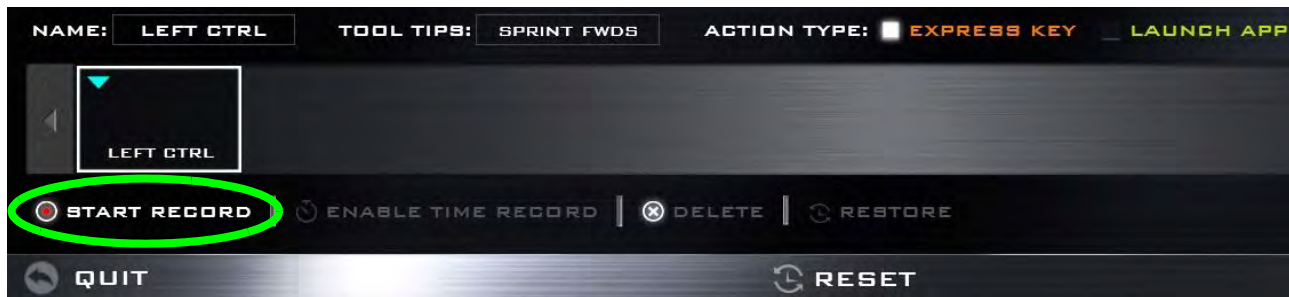 NAME: LEFT CTRL TOOL TIPS: SPRINT FWDS ACTION TYPE: EXPRESS KEY LAUNCH APP
LEFT CTRL
START RECORD ENABLE TIME RECORD DELETE RESTORE
QUIT RESET